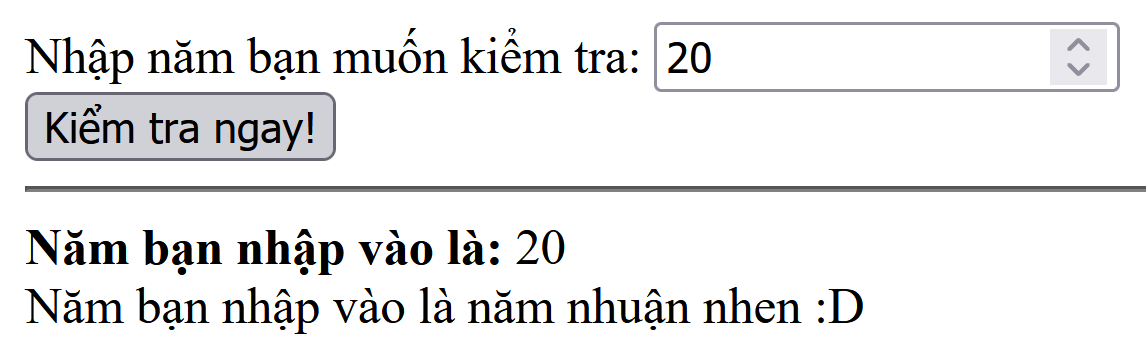 Nhập năm bạn muốn kiểm tra: 20
Kiểm tra ngay!
Năm bạn nhập vào là: 20
Năm bạn nhập vào là năm nhuận nhen :D